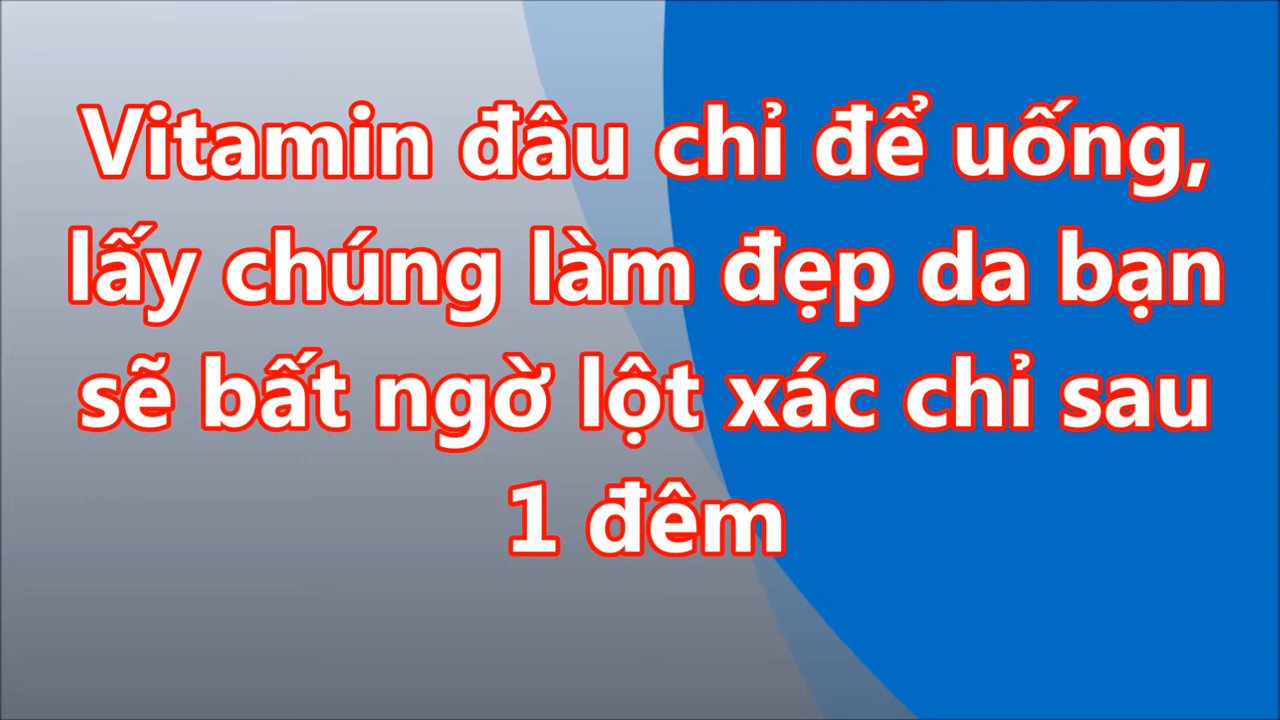 Vitamin đâu chỉ để uống,
lấy chúng làm đẹp da bạn
sẽ bất ngờ lột xác chỉ sau
1 đêm